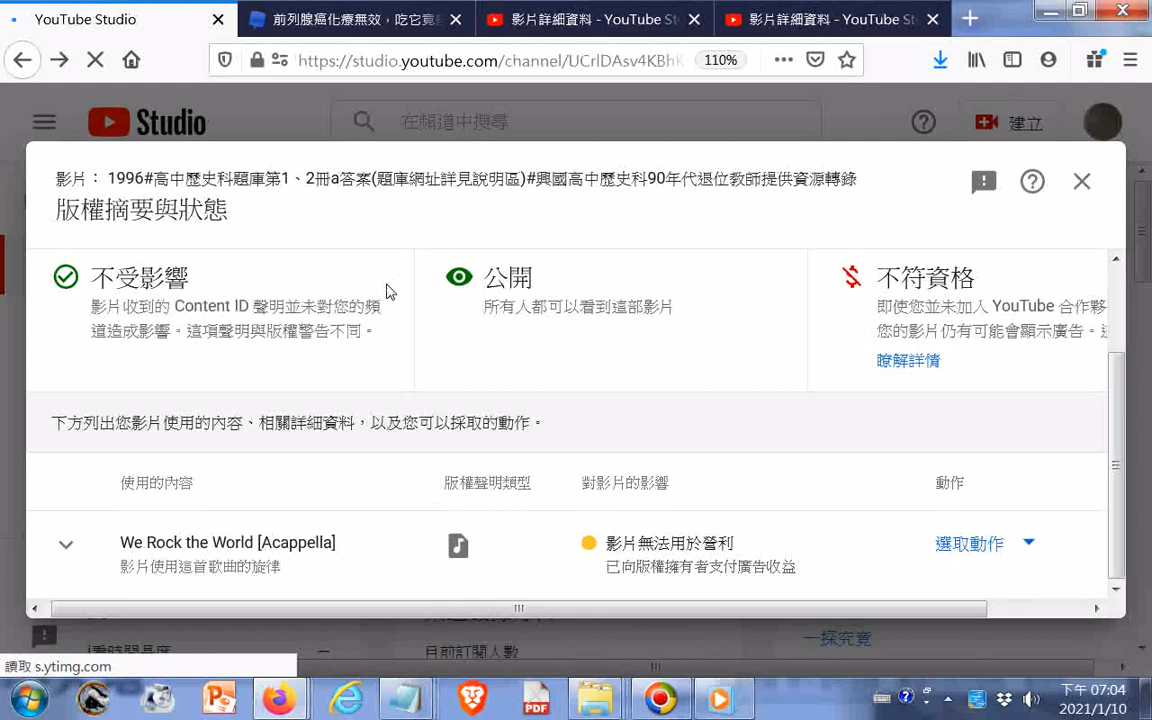 YouTube Studio
前列腺癌化療無效，吃它竟
影片詳細資料 - YouTube St
影片詳細資料 - YouTube St
https://studio.youtube.com/channel/UCrlDAsv4KBhK
110%
Studio
在頻道中搜尋
建立
影片： 1996#高中歷史科題庫第1、2冊a答案(題庫網址詳見說明區)#興國高中歷史科90年代退位教師提供資源轉錄
版權摘要與狀態
不受影響
影片收到的 Content ID 聲明並未對您的頻
道造成影響。這項聲明與版權警告不同。
公開
所有人都可以看到這部影片
不符資格
即使您並未加入 YouTube 合作夥
您的影片仍有可能會顯示廣告。
瞭解詳情
下方列出您影片使用的內容、相關詳細資料，以及您可以採取的動作。
使用的內容
版權聲明類型
對影片的影響
動作
We Rock the World [Acappella]
影片使用這首歌曲的旋律
影片無法用於營利
已向版權擁有者支付廣告收益
選取動作
一探究竟
目前訂閱人數
讀取 s.ytimg.com
PDF
下午 07:04
2021/1/10